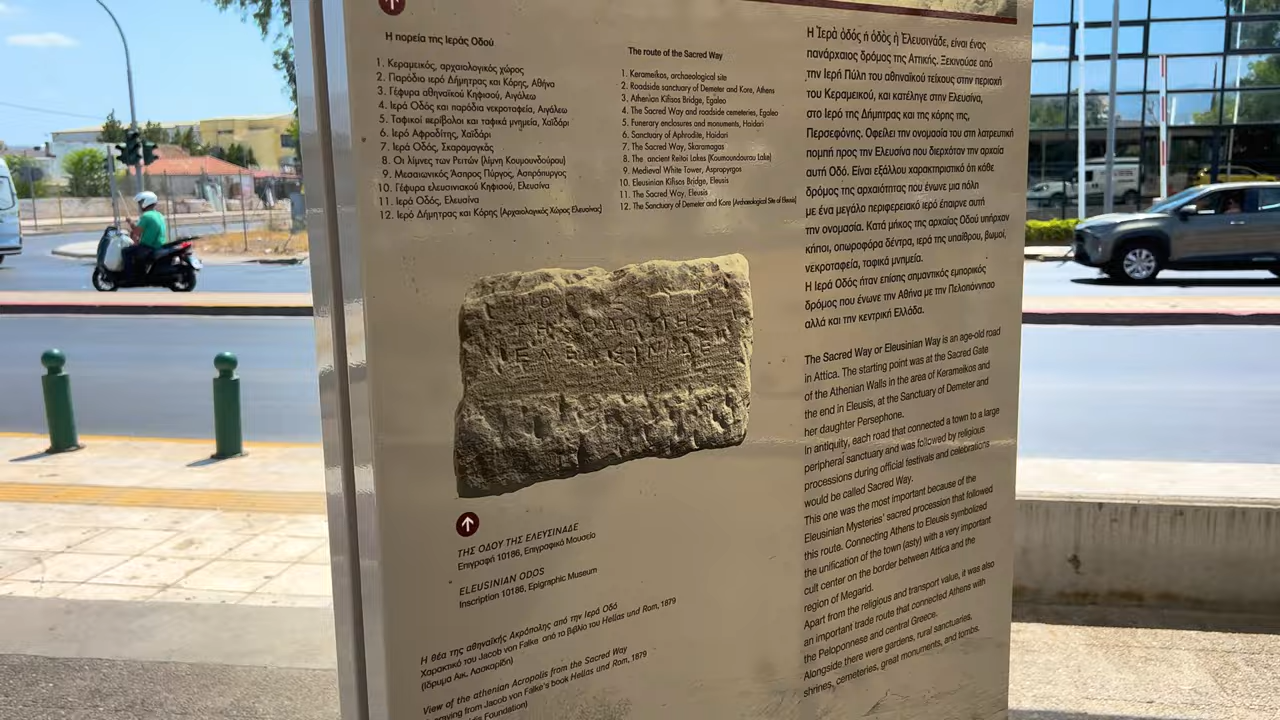 Η πορεία της Ιεράς Οδού
1. Κεραμεικός, αρχαιολογικός χώρος
2. Παρόδιο ιερό Δήμητρας και Κόρης, Αθήνα
3. Γέφυρα αθηναϊκού Κηφισού, Αιγάλεω
4. Ιερά Οδός και παρόδια νεκροταφεία, Αιγάλεω
5. Ταφικοί περίβολοι και ταφικά μνημεία, Χαϊδάρι
6. Ιερό Αφροδίτης, Χαϊδάρι
7. Ιερά Οδός, Σκαραμαγκάς
8. Οι λίμνες των Ρειτών (λίμνη Κουμουνδούρου)
9. Μεσαιωνικός Άσπρος Πύργος, Ασπρόπυργος
10. Γέφυρα ελευσινιακού Κηφισού, Ελευσίνα
11. Ιερά Οδός, Ελευσίνα
12. Ιερό Δήμητρας και Κόρης (Αρχαιολογικός Χώρος Ελευσίνας)
The route of the Sacred Way
1. Kerameikos, archaeological site
2. Roadside sanctuary of Demeter and Kore, Athens
3. Athenian Kifisos Bridge, Egaleo
4. The Sacred Way and roadside cemeteries, Egaleo
5. Funerary enclosures and monuments, Haidari
6. Sanctuary of Aphrodite, Haidari
7. The Sacred Way, Skaramagas
8. The ancient Reitoi Lakes (Koumoundourou Lake)
9. Medieval White Tower, Aspropyrgos
10. Eleusinian Kifisos Bridge, Eleusis
11. The Sacred Way, Eleusis
12. The Sanctuary of Demeter and Kore (Archaeological Site of Eleusis)
ΤΗΣ ΟΔΟΥ ΤΗΣ ΕΛΕΥΣΙΝΑΔΕ
Επιγραφή 10186, Επιγραφικό Μουσείο
ELEUSINIAN ODOS
Inscription 10186, Epigraphic Museum
Η θέα της αθηναϊκής Ακρόπολης από την Ιερά Οδό
Χαρακτικό του Jacob von Falke από το βιβλίο του Hellas und Rom, 1879
(Ίδρυμα Αικ. Λασκαρίδη)
View of the athenian Acropolis from the Sacred Way
from Jacob von Falke's book Hellas und Rom, 1879
Foundation)
Η Ἱερὰ ὁδός ή ὁδὸς ἡ Ἐλευσινάδε, είναι ένας
πανάρχαιος δρόμος της Αττικής. Ξεκινούσε από
την Ιερή Πύλη του αθηναϊκού τείχους στην περιοχή
του Κεραμεικού, και κατέληγε στην Ελευσίνα,
στο ιερό της Δήμητρας και της κόρης της,
Περσεφόνης. Οφείλει την ονομασία του στη λατρευτική
πομπή προς την Ελευσίνα που διερχόταν την αρχαία
αυτή Οδό. Είναι εξάλλου χαρακτηριστικό ότι κάθε
δρόμος της αρχαιότητας που ένωνε μια πόλη
με ένα μεγάλο περιφερειακό ιερό έπαιρνε αυτή
την ονομασία. Κατά μήκος της αρχαίας Οδού υπήρχαν
κήποι, οπωροφόρα δέντρα, ιερά της υπαίθρου, βωμοί,
νεκροταφεία, ταφικά μνημεία.
Η Ιερά Οδός ήταν επίσης σημαντικός εμπορικός
δρόμος που ένωνε την Αθήνα με την Πελοπόννησο
αλλά και την κεντρική Ελλάδα.
The Sacred Way or Eleusinian Way is an age-old road
in Attica. The starting point was at the Sacred Gate
of the Athenian Walls in the area of Kerameikos and
the end in Eleusis, at the Sanctuary of Demeter and
her daughter Persephone.
In antiquity, each road that connected a town to a large
peripheral sanctuary and was followed by religious
processions during official festivals and celebrations
would be called Sacred Way.
This one was the most important because of the
Eleusinian Mysteries' sacred procession that followed
this route. Connecting Athens to Eleusis symbolized
the unification of the town (asty) with a very important
cult center on the border between Attica and the
region of Megarid.
Apart from the religious and transport value, it was also
an important trade route that connected Athens with
the Peloponnese and central Greece.
Alongside there were gardens, rural sanctuaries,
shrines, cemeteries, great monuments, and tombs.